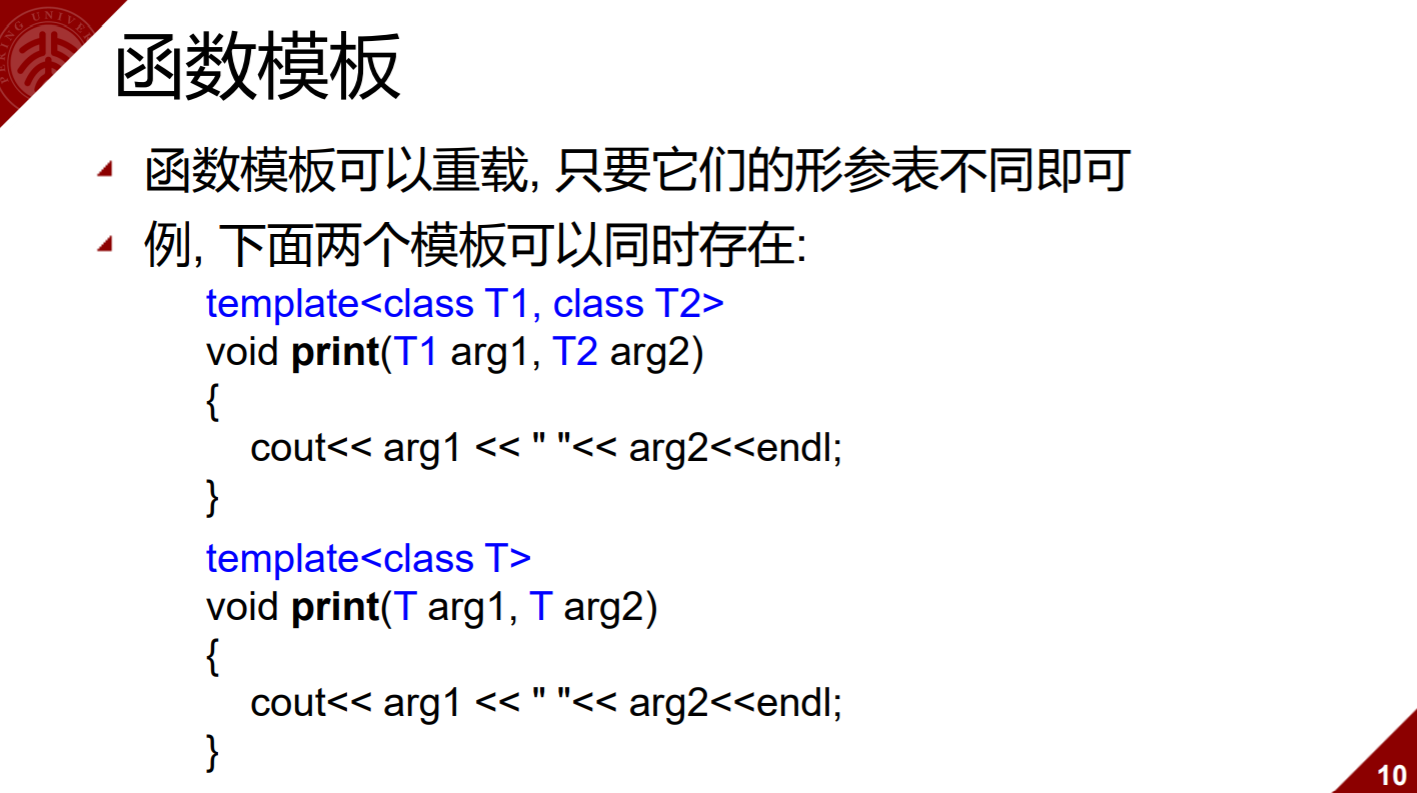 函数模板
函数模板可以重载, 只要它们的形参表不同即可
例, 下面两个模板可以同时存在:
template<class T1, class T2>
void print(T1 arg1, T2 arg2)
{
cout<< arg1 << " "<< arg2<<endl;
}
template<class T>
void print(T arg1, T arg2)
{
cout<< arg1 << " "<< arg2<<endl;
}
10